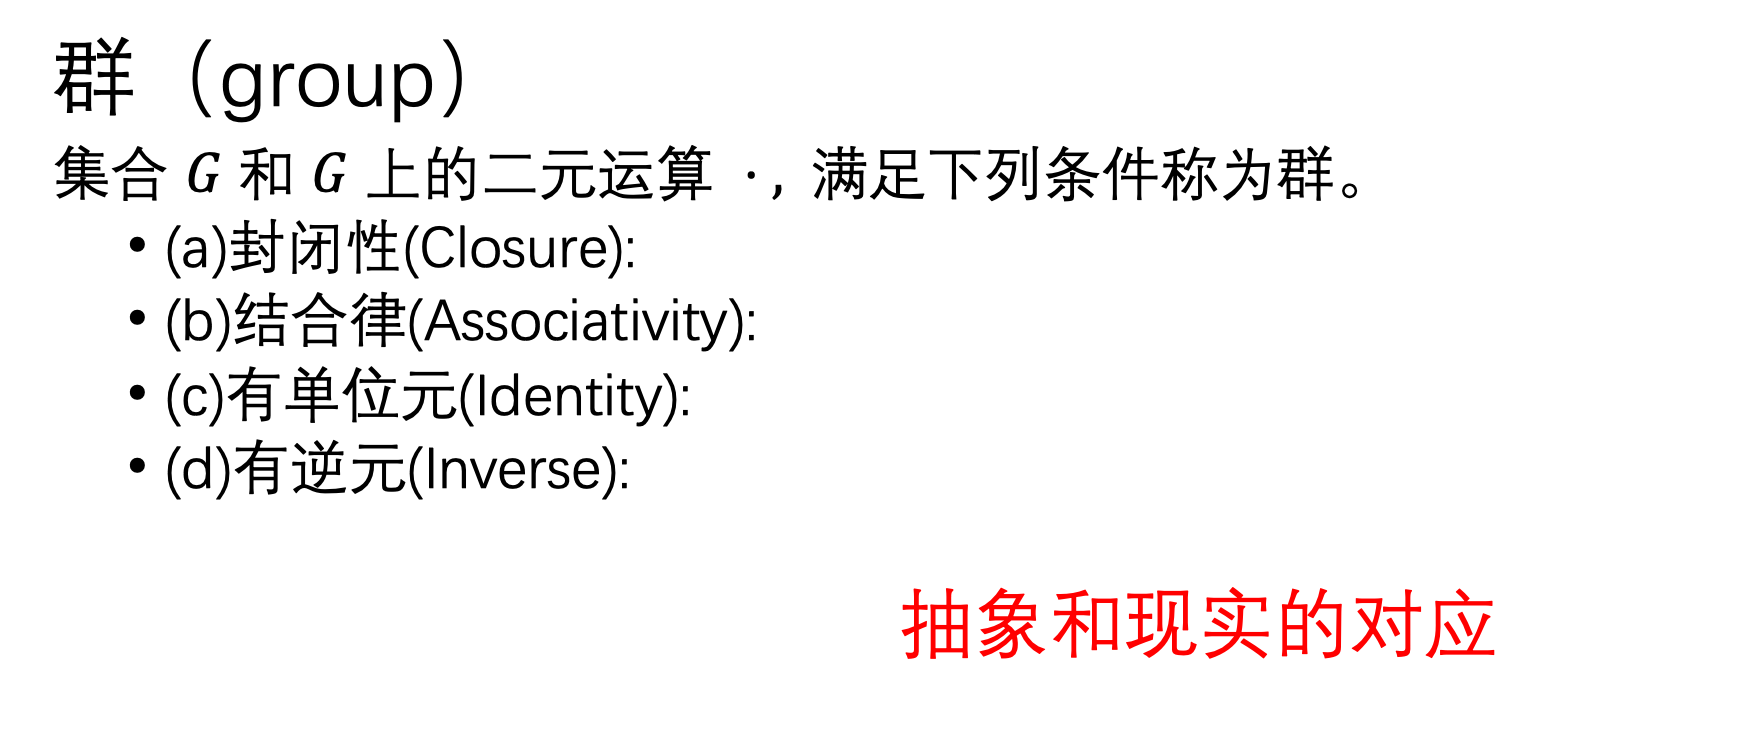 群（group）
集合 G 和 G 上的二元运算 ·, 满足下列条件称为群。
• (a)封闭性(Closure):
• (b)结合律(Associativity):
• (c)有单位元(Identity):
• (d)有逆元(Inverse):
抽象和现实的对应